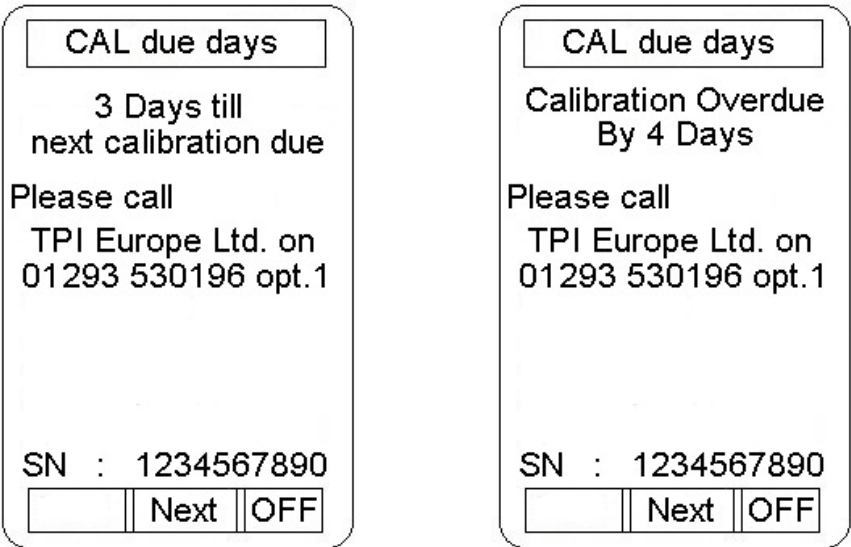 CAL due days
3 Days till
next calibration due
Please call
TPI Europe Ltd. on
01293 530196 opt.1
SN : 1234567890
Next OFF
CAL due days
Calibration Overdue
By 4 Days
Please call
TPI Europe Ltd. on
01293 530196 opt.1
SN : 1234567890
Next OFF